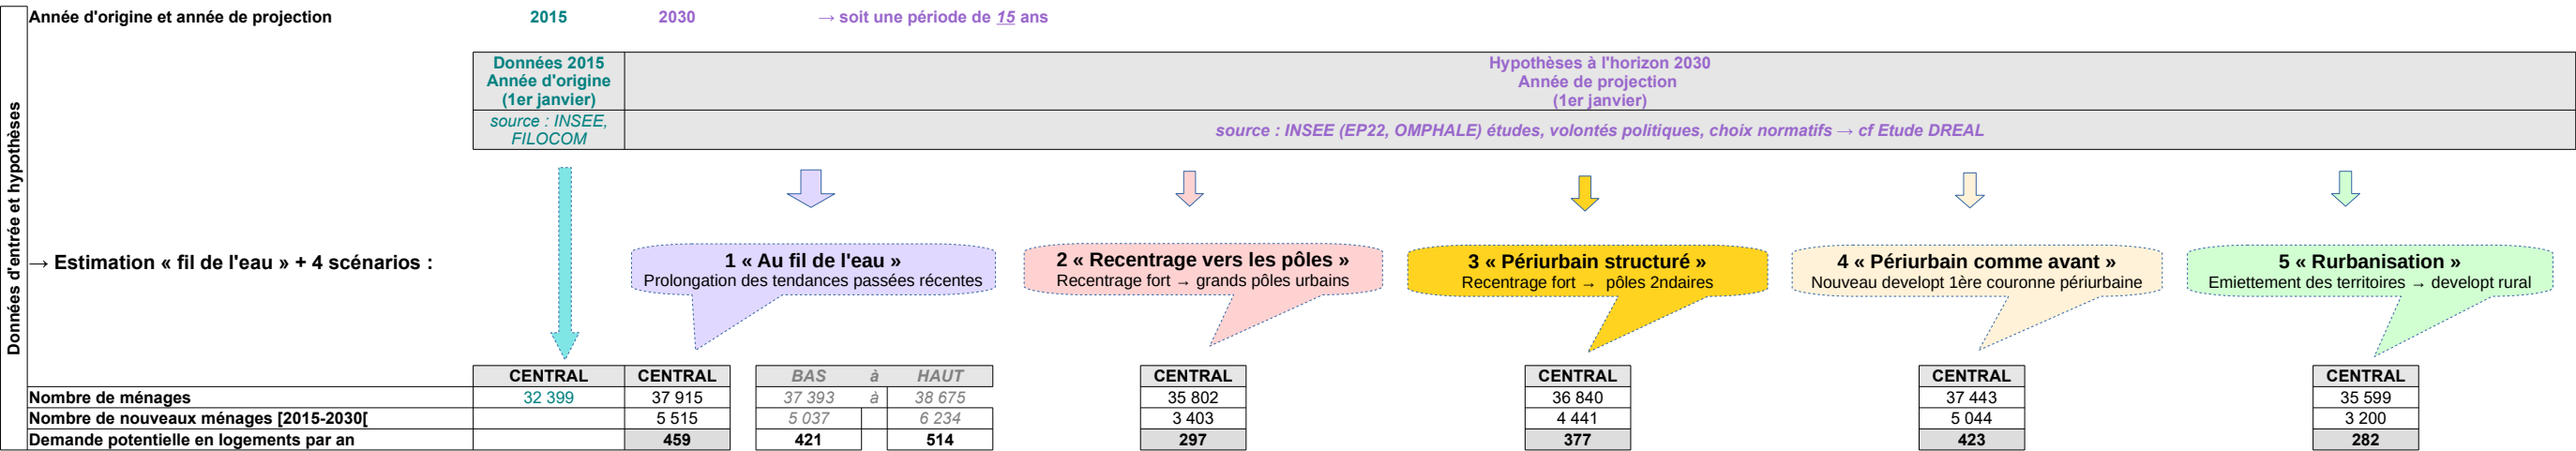 Année d'origine et année de projection 2015 2030 → soit une période de 15 ans
Données 2015
Année d'origine
(1er janvier)
Hypothèses à l'horizon 2030
Année de projection
(1er janvier)
source : INSEE,
FILOCOM
source : INSEE (EP22, OMPHALE) études, volontés politiques, choix normatifs → cf Etude DREAL
Données d'entrée et hypothèses
→ Estimation « fil de l'eau » + 4 scénarios :
1 « Au fil de l'eau »
Prolongation des tendances passées récentes
2 « Recentrage vers les pôles »
Recentrage fort → grands pôles urbains
3 « Périurbain structuré »
Recentrage fort → pôles 2ndaires
4 « Périurbain comme avant »
Nouveau developt 1ère couronne périurbaine
5 « Rurbanisation »
Emiettement des territoires → developt rural
CENTRAL CENTRAL BAS à HAUT CENTRAL CENTRAL CENTRAL CENTRAL
Nombre de ménages 32 399 37 915 37 393 à 38 675 35 802 36 840 37 443 35 599
Nombre de nouveaux ménages [2015-2030[ 5 515 5 037 6 234 3 403 4 441 5 044 3 200
Demande potentielle en logements par an 459 421 514 297 377 423 282